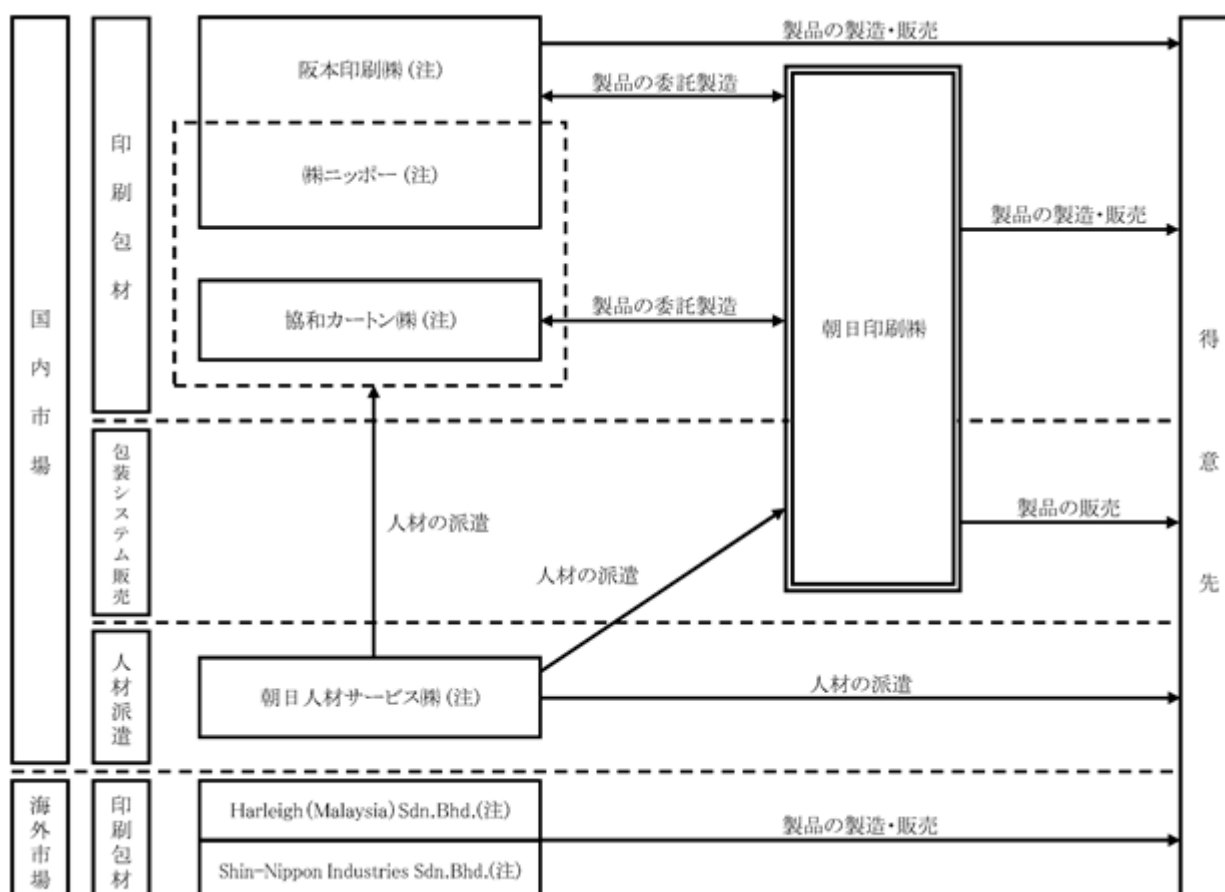 国内市場
印刷包材
阪本印刷㈱(注)
㈱ニッポー(注)
協和カートン㈱(注)
製品の製造・販売
製品の委託製造
製品の委託製造
朝日印刷㈱
製品の製造・販売
得意先
包装システム販売
人材の派遣
人材の派遣
製品の販売
人材派遣
朝日人材サービス㈱(注)
人材の派遣
海外市場
印刷包材
Harleigh(Malaysia)Sdn.Bhd.(注)
Shin-Nippon Industries Sdn.Bhd.(注)
製品の製造・販売